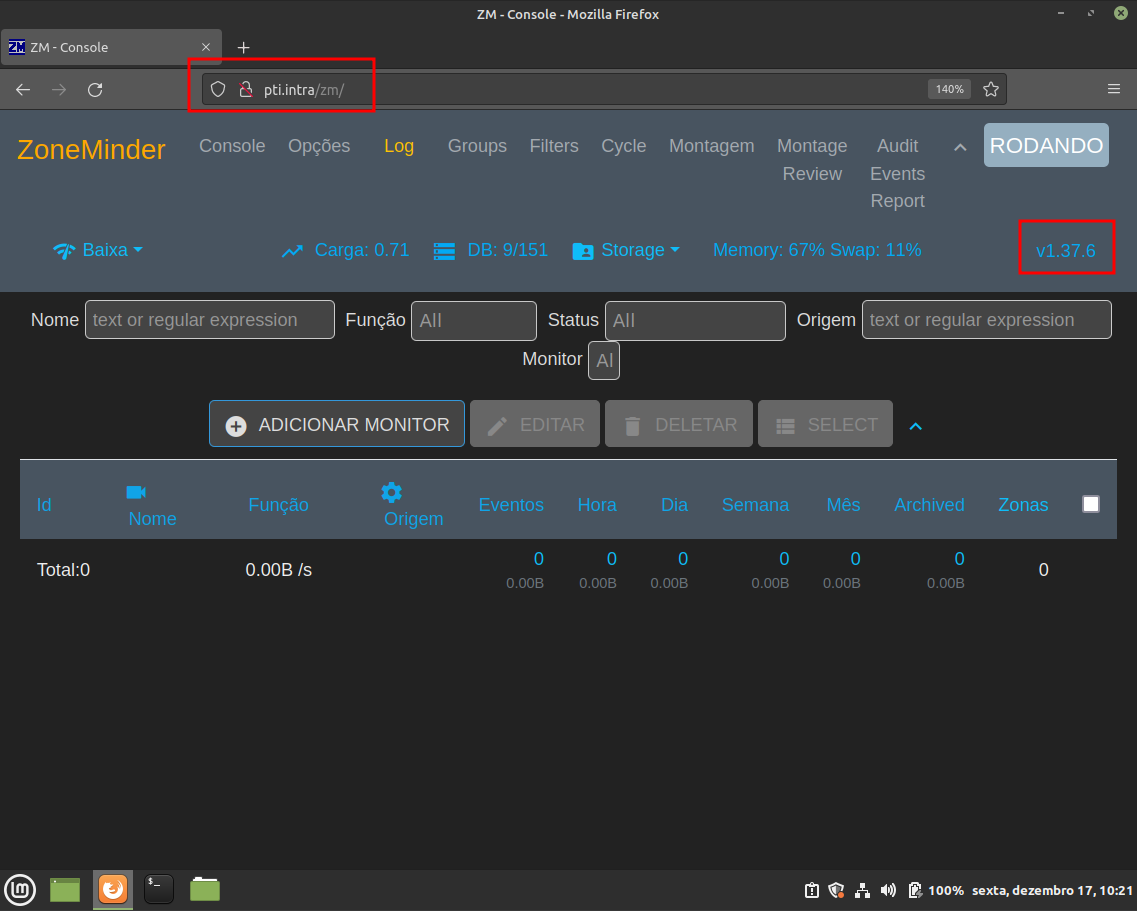 ZM - Console - Mozilla Firefox
ZM - Console
pti.intra/zm/
140%
ZoneMinder
Console Opções Log Groups Filters Cycle Montagem Montage Review Audit Events Report RODANDO
Baixa Carga: 0.71 DB: 9/151 Storage Memory: 67% Swap: 11% v1.37.6
Nome text or regular expression Função All Status All Origem text or regular expression
Monitor Al
ADICIONAR MONITOR EDITAR DELETAR SELECT
Id Nome Função Origem Eventos Hora Dia Semana Mês Archived Zonas
Total:0 0.00B /s 0 0 0 0 0 0 0
0.00B 0.00B 0.00B 0.00B 0.00B 0.00B
$_ 100% sexta, dezembro 17, 10:21